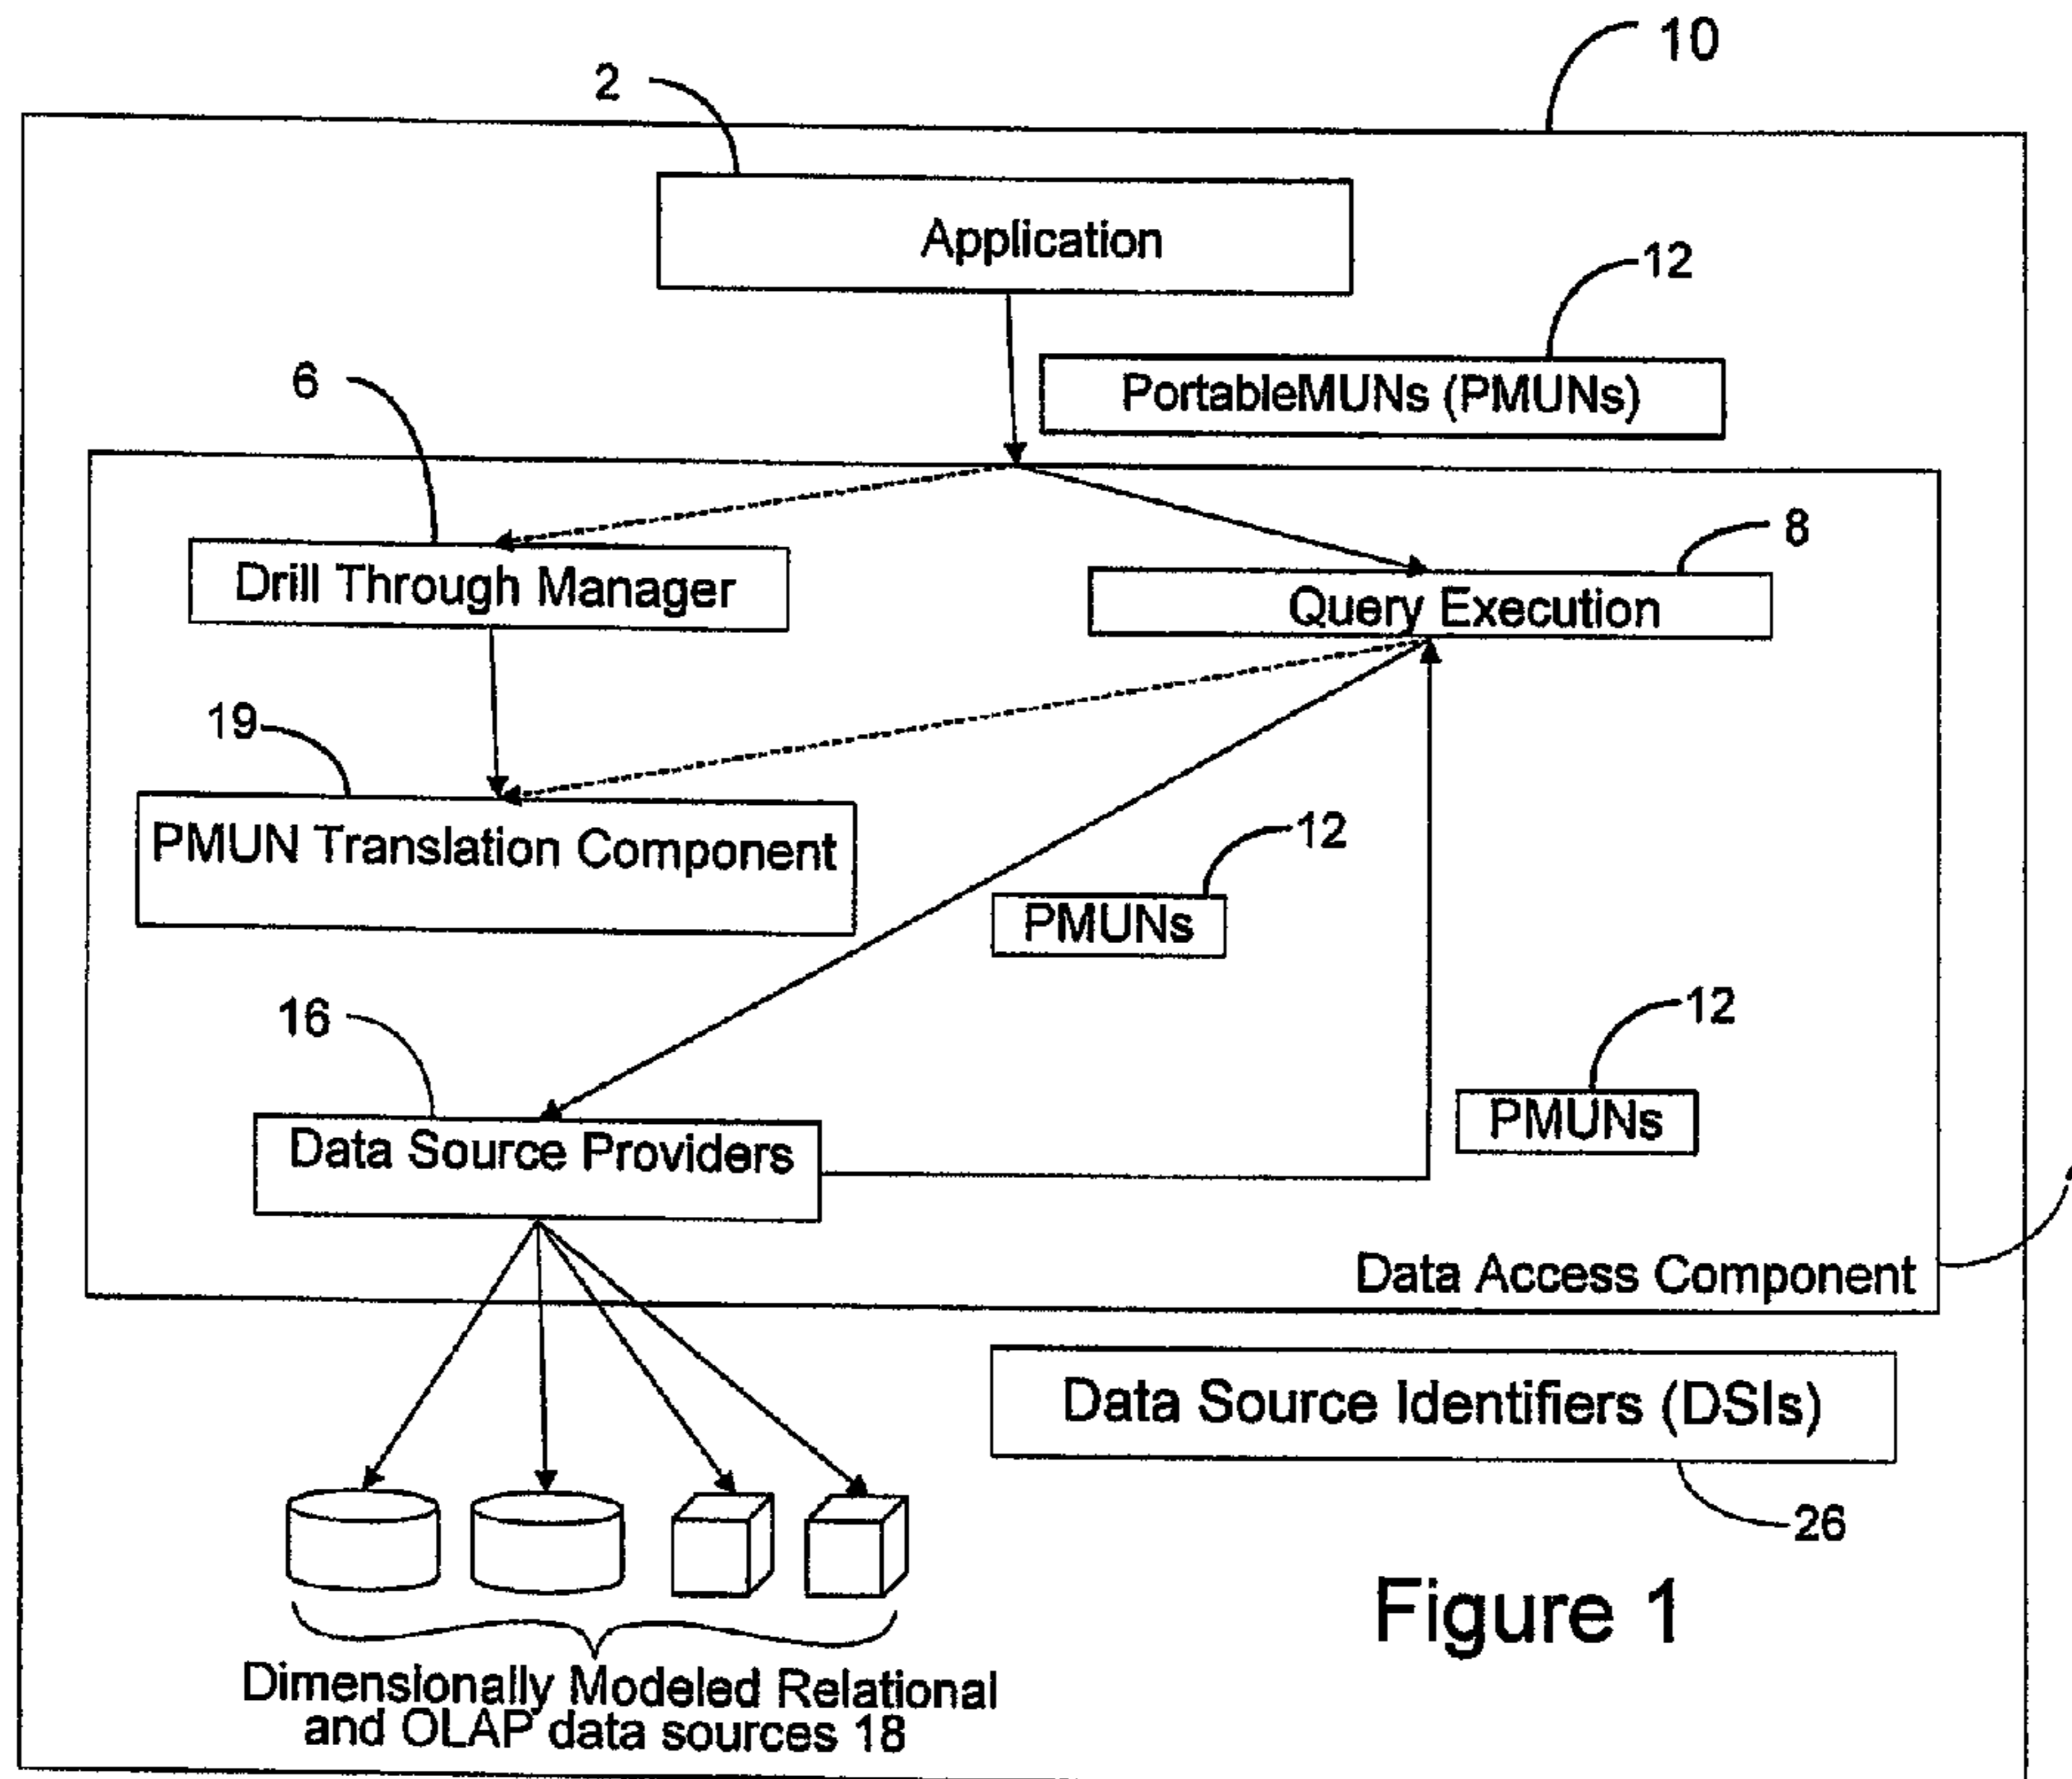 10
2
Application
12
PortableMUNs (PMUNs)
6
8
Drill Through Manager
Query Execution
19
PMUN Translation Component
12
PMUNs
16
12
PMUNs
Data Source Providers
Data Access Component
Data Source Identifiers (DSIs)
26
Figure 1
Dimensionally Modeled Relational
and OLAP data sources 18